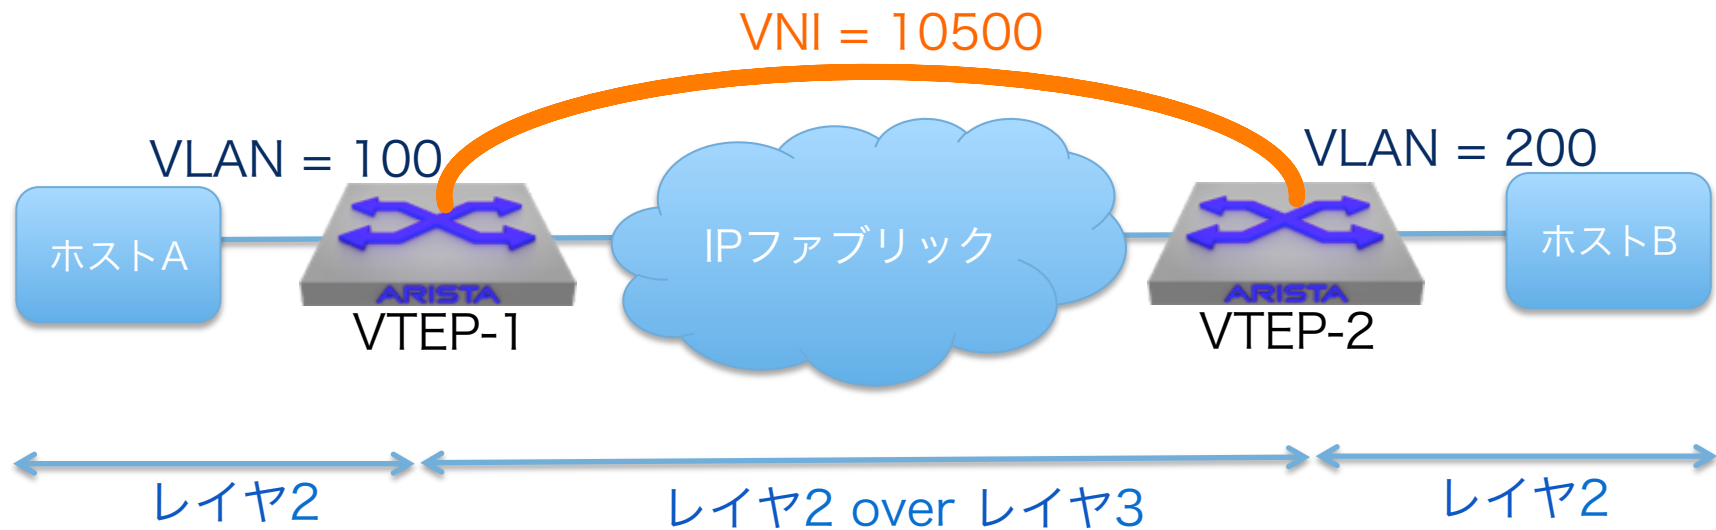 VNI = 10500
VLAN = 100
VLAN = 200
ホストA
IPファブリック
ホストB
ARISTA
ARISTA
VTEP-1
VTEP-2
レイヤ2
レイヤ2 over レイヤ3
レイヤ2